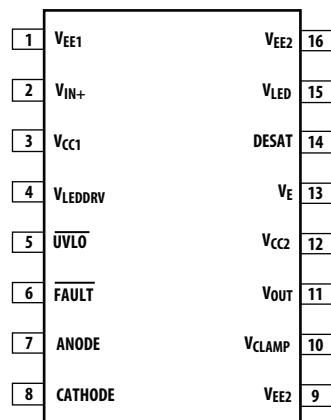 1 VEE1 VEE2 16
2 VIN+ VLED 15
3 VCC1 DESAT 14
4 VLEDDRV VE 13
5 UVLO VCC2 12
6 FAULT VOUT 11
7 ANODE VCLAMP 10
8 CATHODE VEE2 9